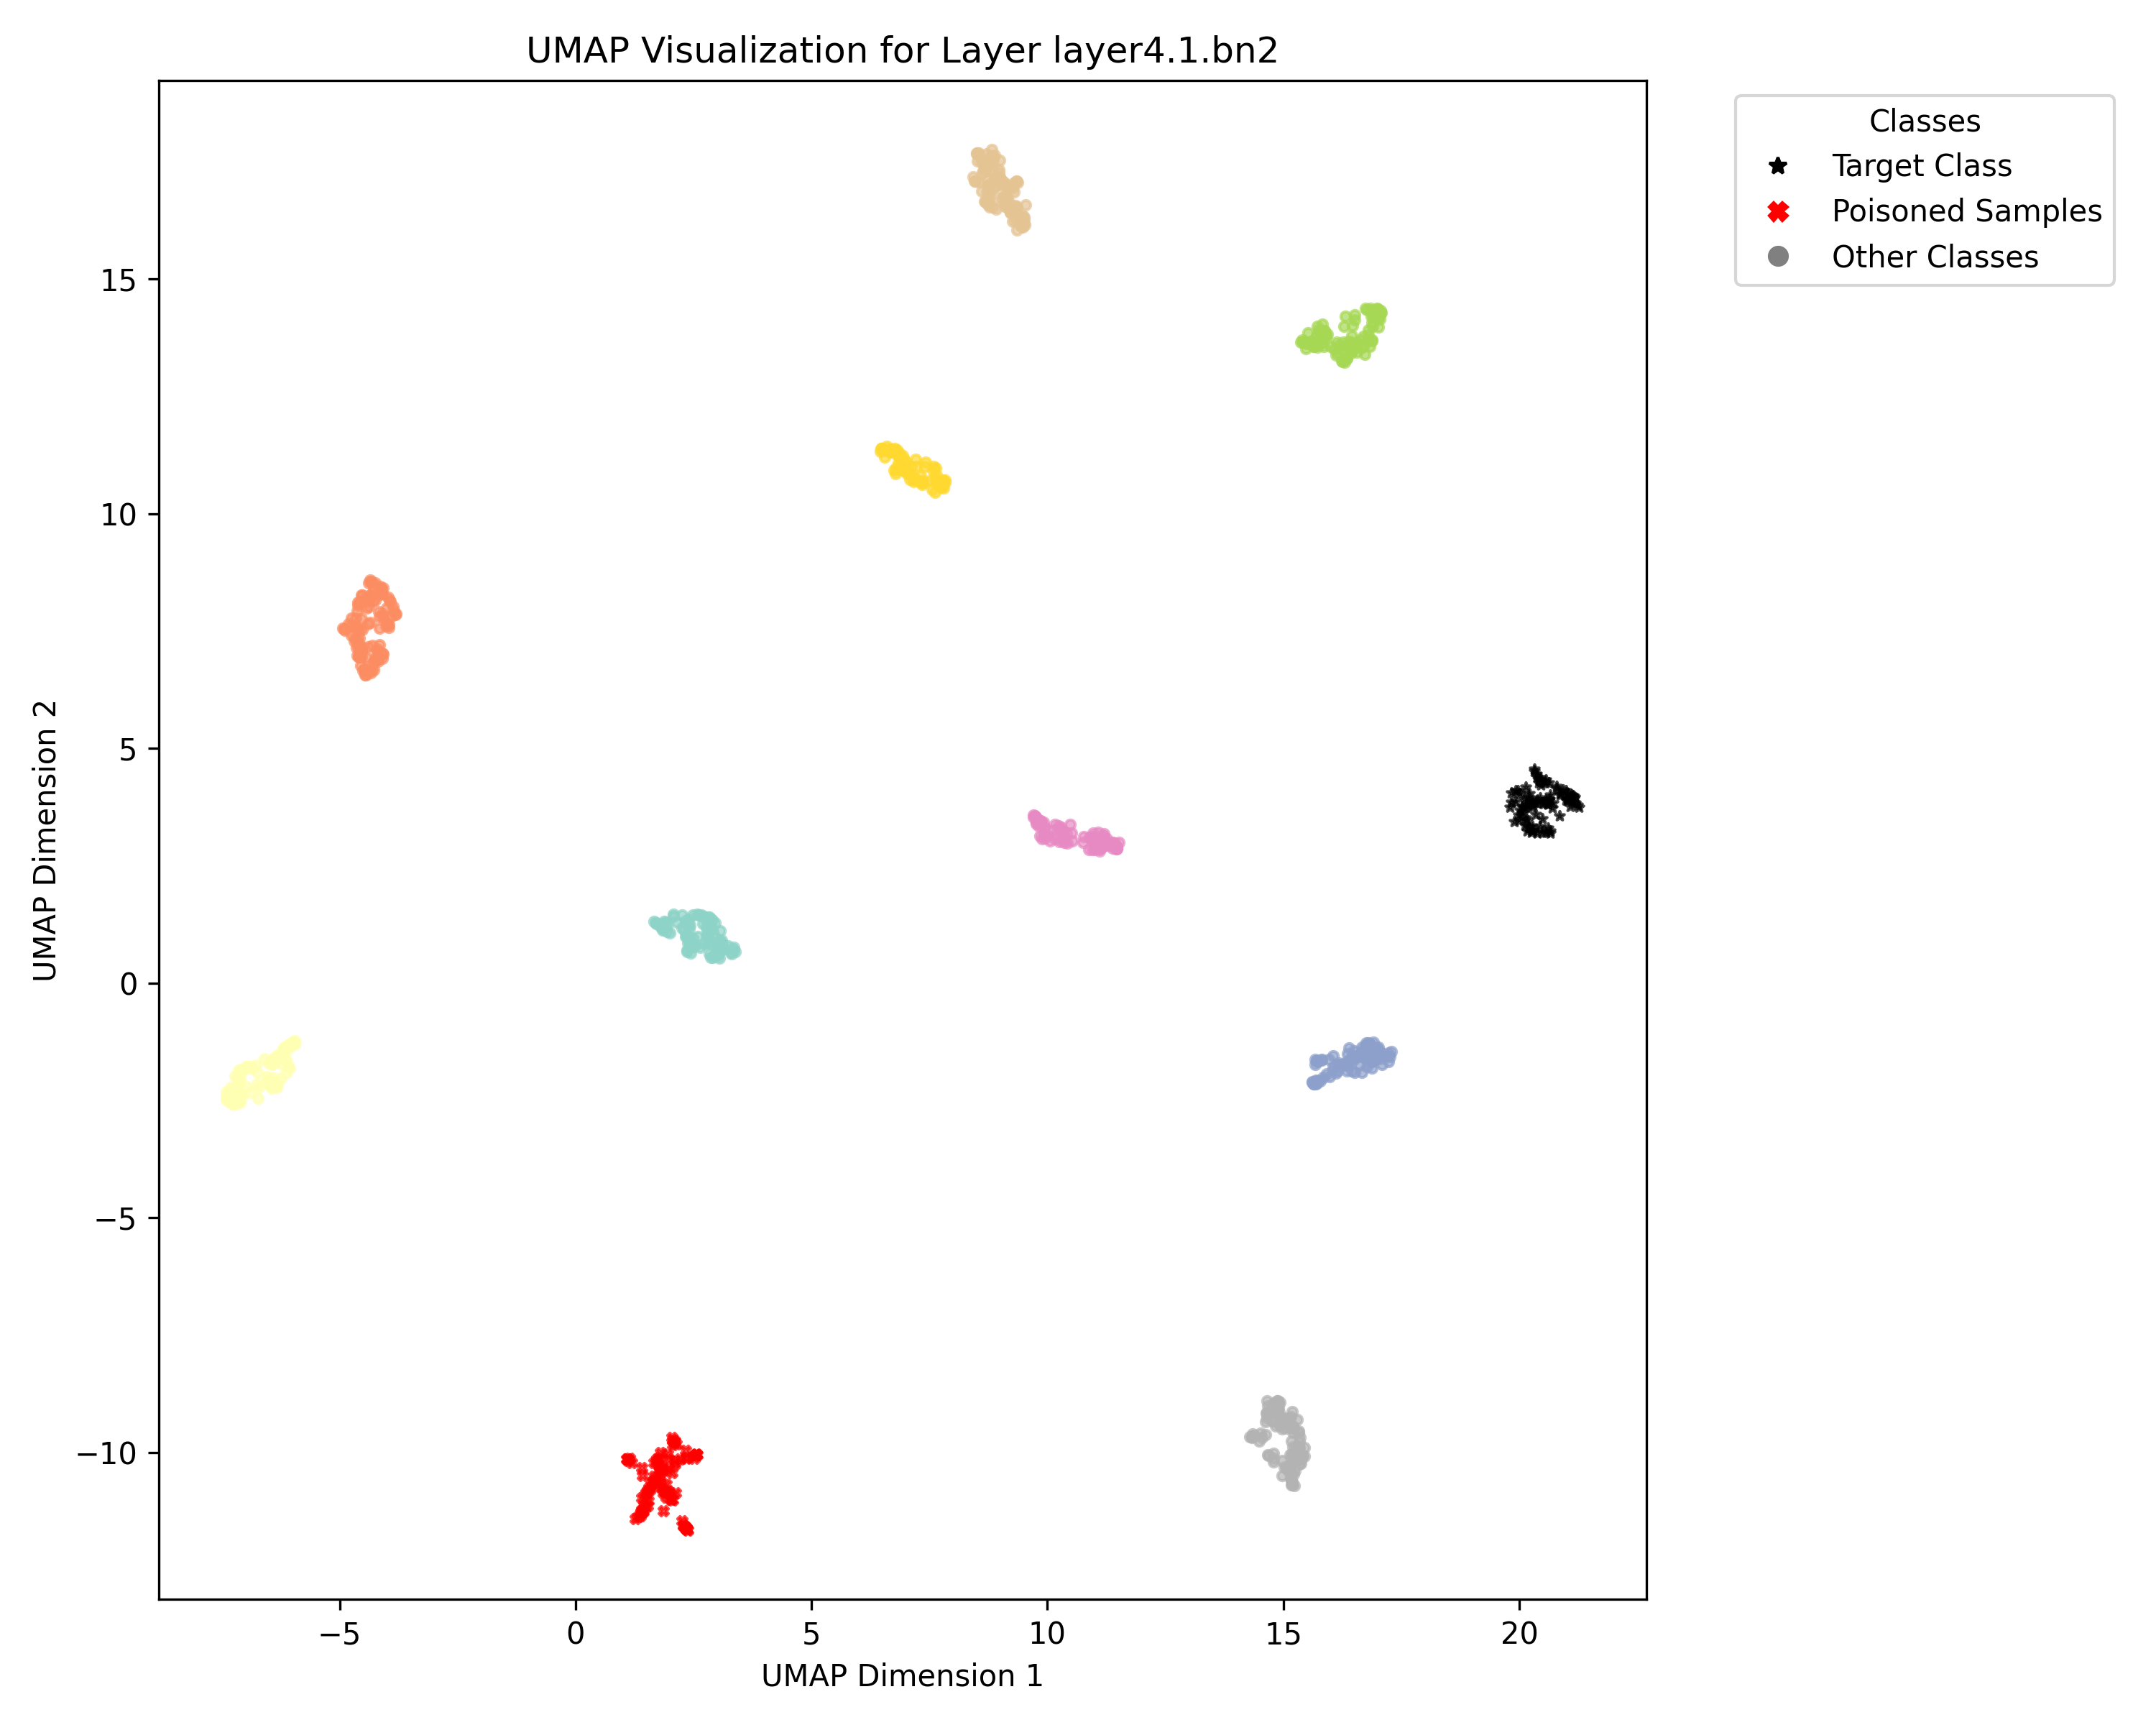 UMAP Visualization for Layer layer4.1.bn2
Classes
Target Class
Poisoned Samples
Other Classes
UMAP Dimension 2
15
10
5
0
−5
−10
−5
0
5
10
15
20
UMAP Dimension 1